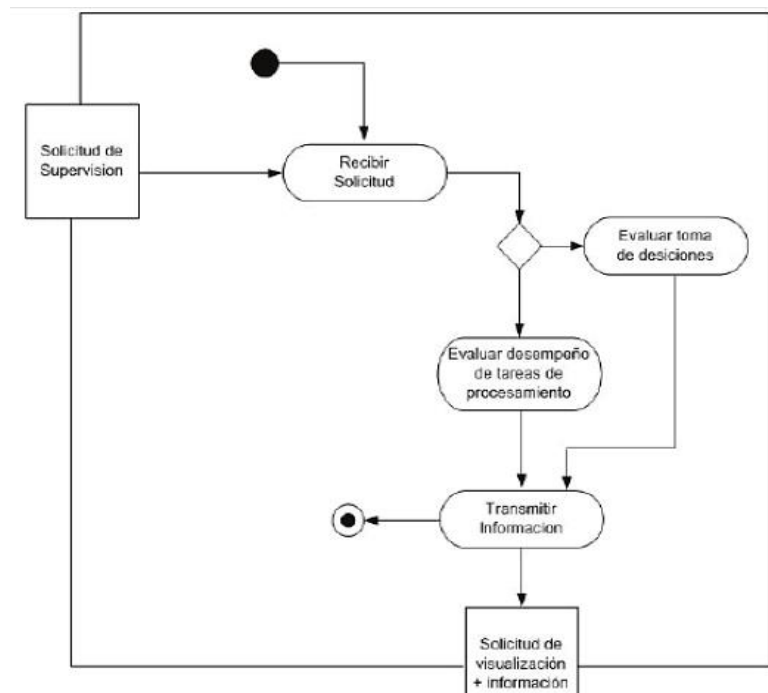 Solicitud de
Supervision
Recibir
Solicitud
Evaluar toma
de desiciones
Evaluar desempeño
de tareas de
procesamiento
Transmitir
Informacion
Solicitud de
visualización
+ información